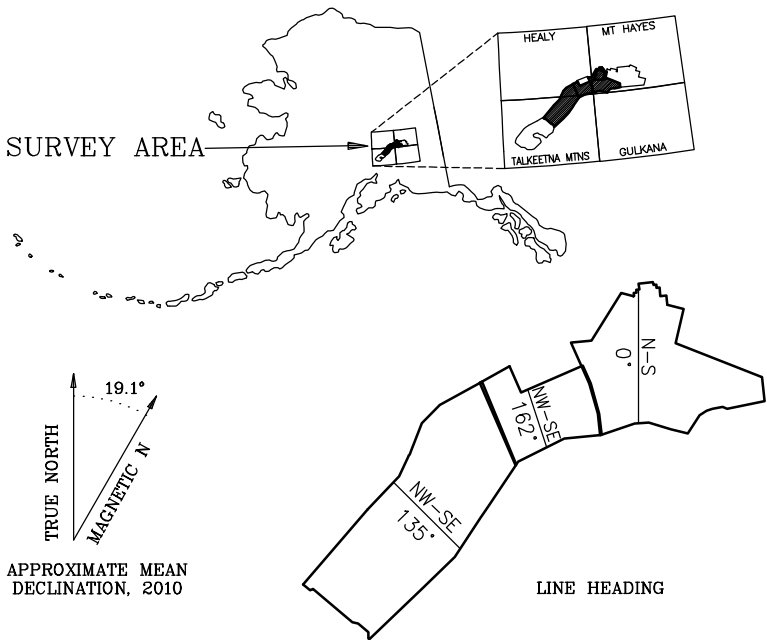 HEALY
MT HAYES
TALKEETNA MTNS
GULKANA
SURVEY AREA
19.1°
TRUE NORTH
MAGNETIC N
APPROXIMATE MEAN
DECLINATION, 2010
N-S
0°
NW-SE
162°
NW-SE
135°
LINE HEADING